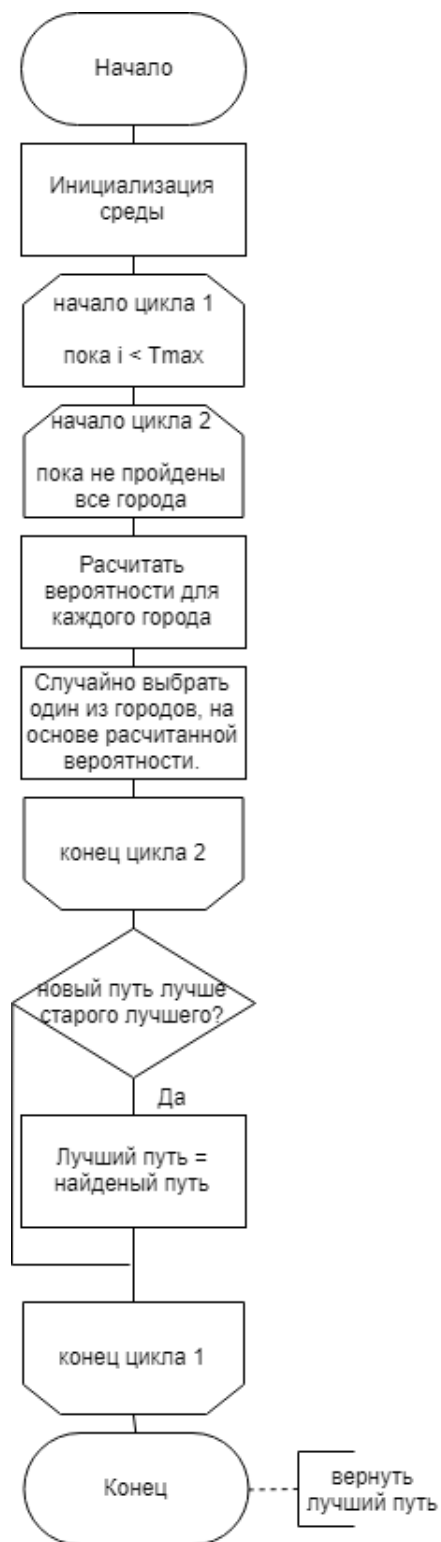 Начало
Инициализация
среды
начало цикла 1
пока i < Tmax
начало цикла 2
пока не пройдены
все города
Расчитать
вероятности для
каждого города
Случайно выбрать
один из городов, на
основе расчитанной
вероятности.
конец цикла 2
новый путь лучше
старого лучшего?
Да
Лучший путь =
найденый путь
конец цикла 1
Конец
вернуть
лучший путь